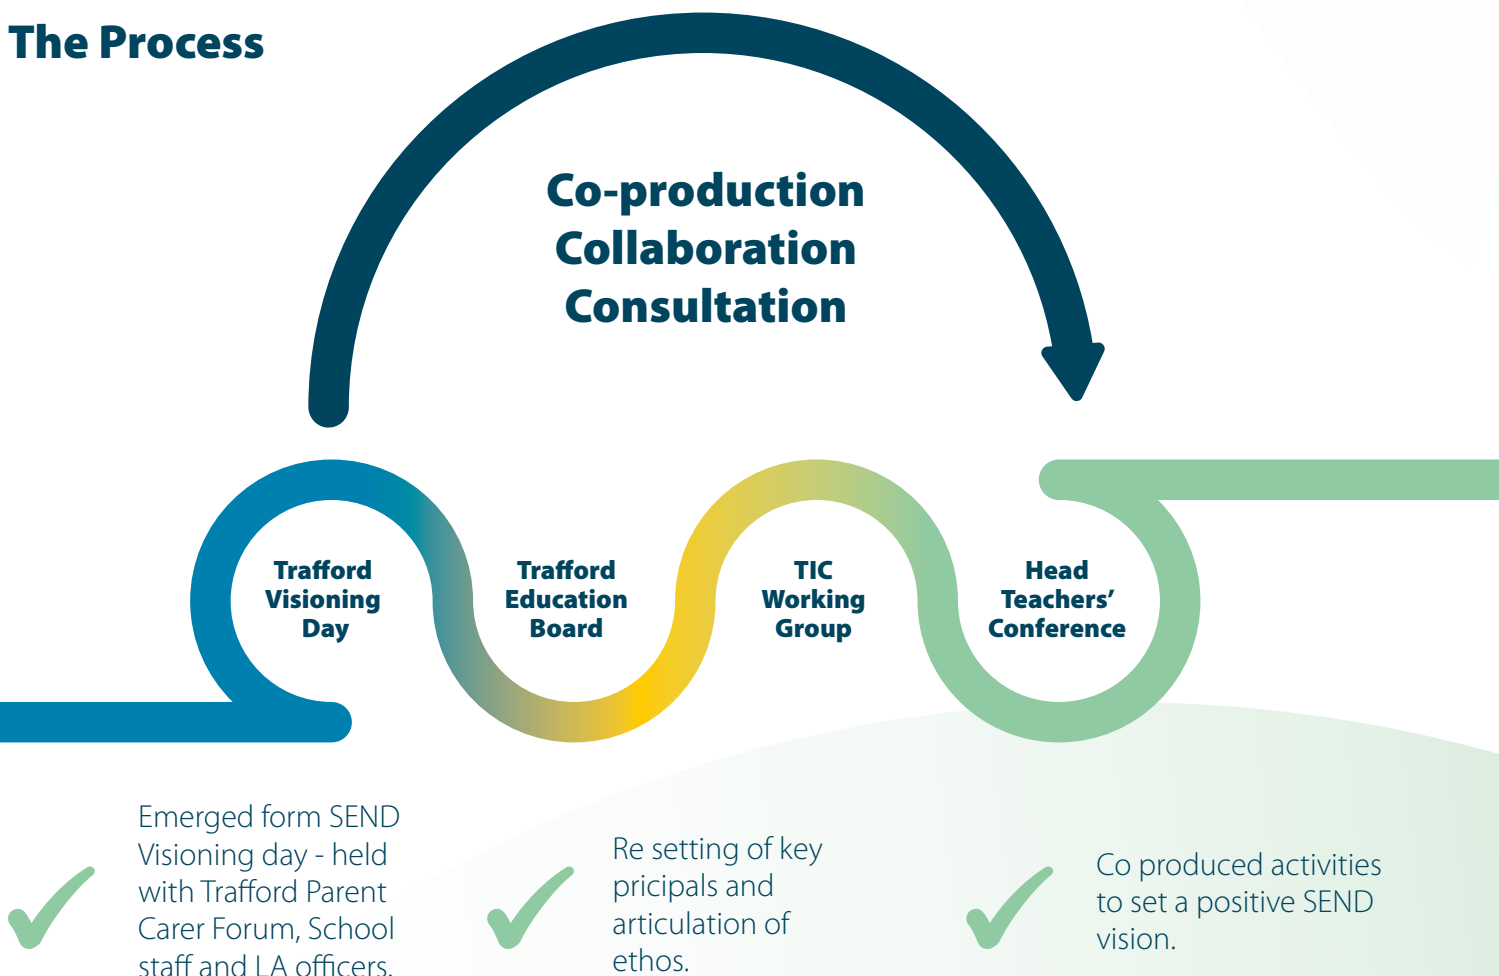 The Process
Co-production
Collaboration
Consultation
Trafford
Visioning
Day
Trafford
Education
Board
TIC
Working
Group
Head
Teachers’
Conference
Emerged form SEND
Visioning day - held
with Trafford Parent
Carer Forum, School
staff and LA officers.
Re setting of key
pricipals and
articulation of
ethos.
Co produced activities
to set a positive SEND
vision.